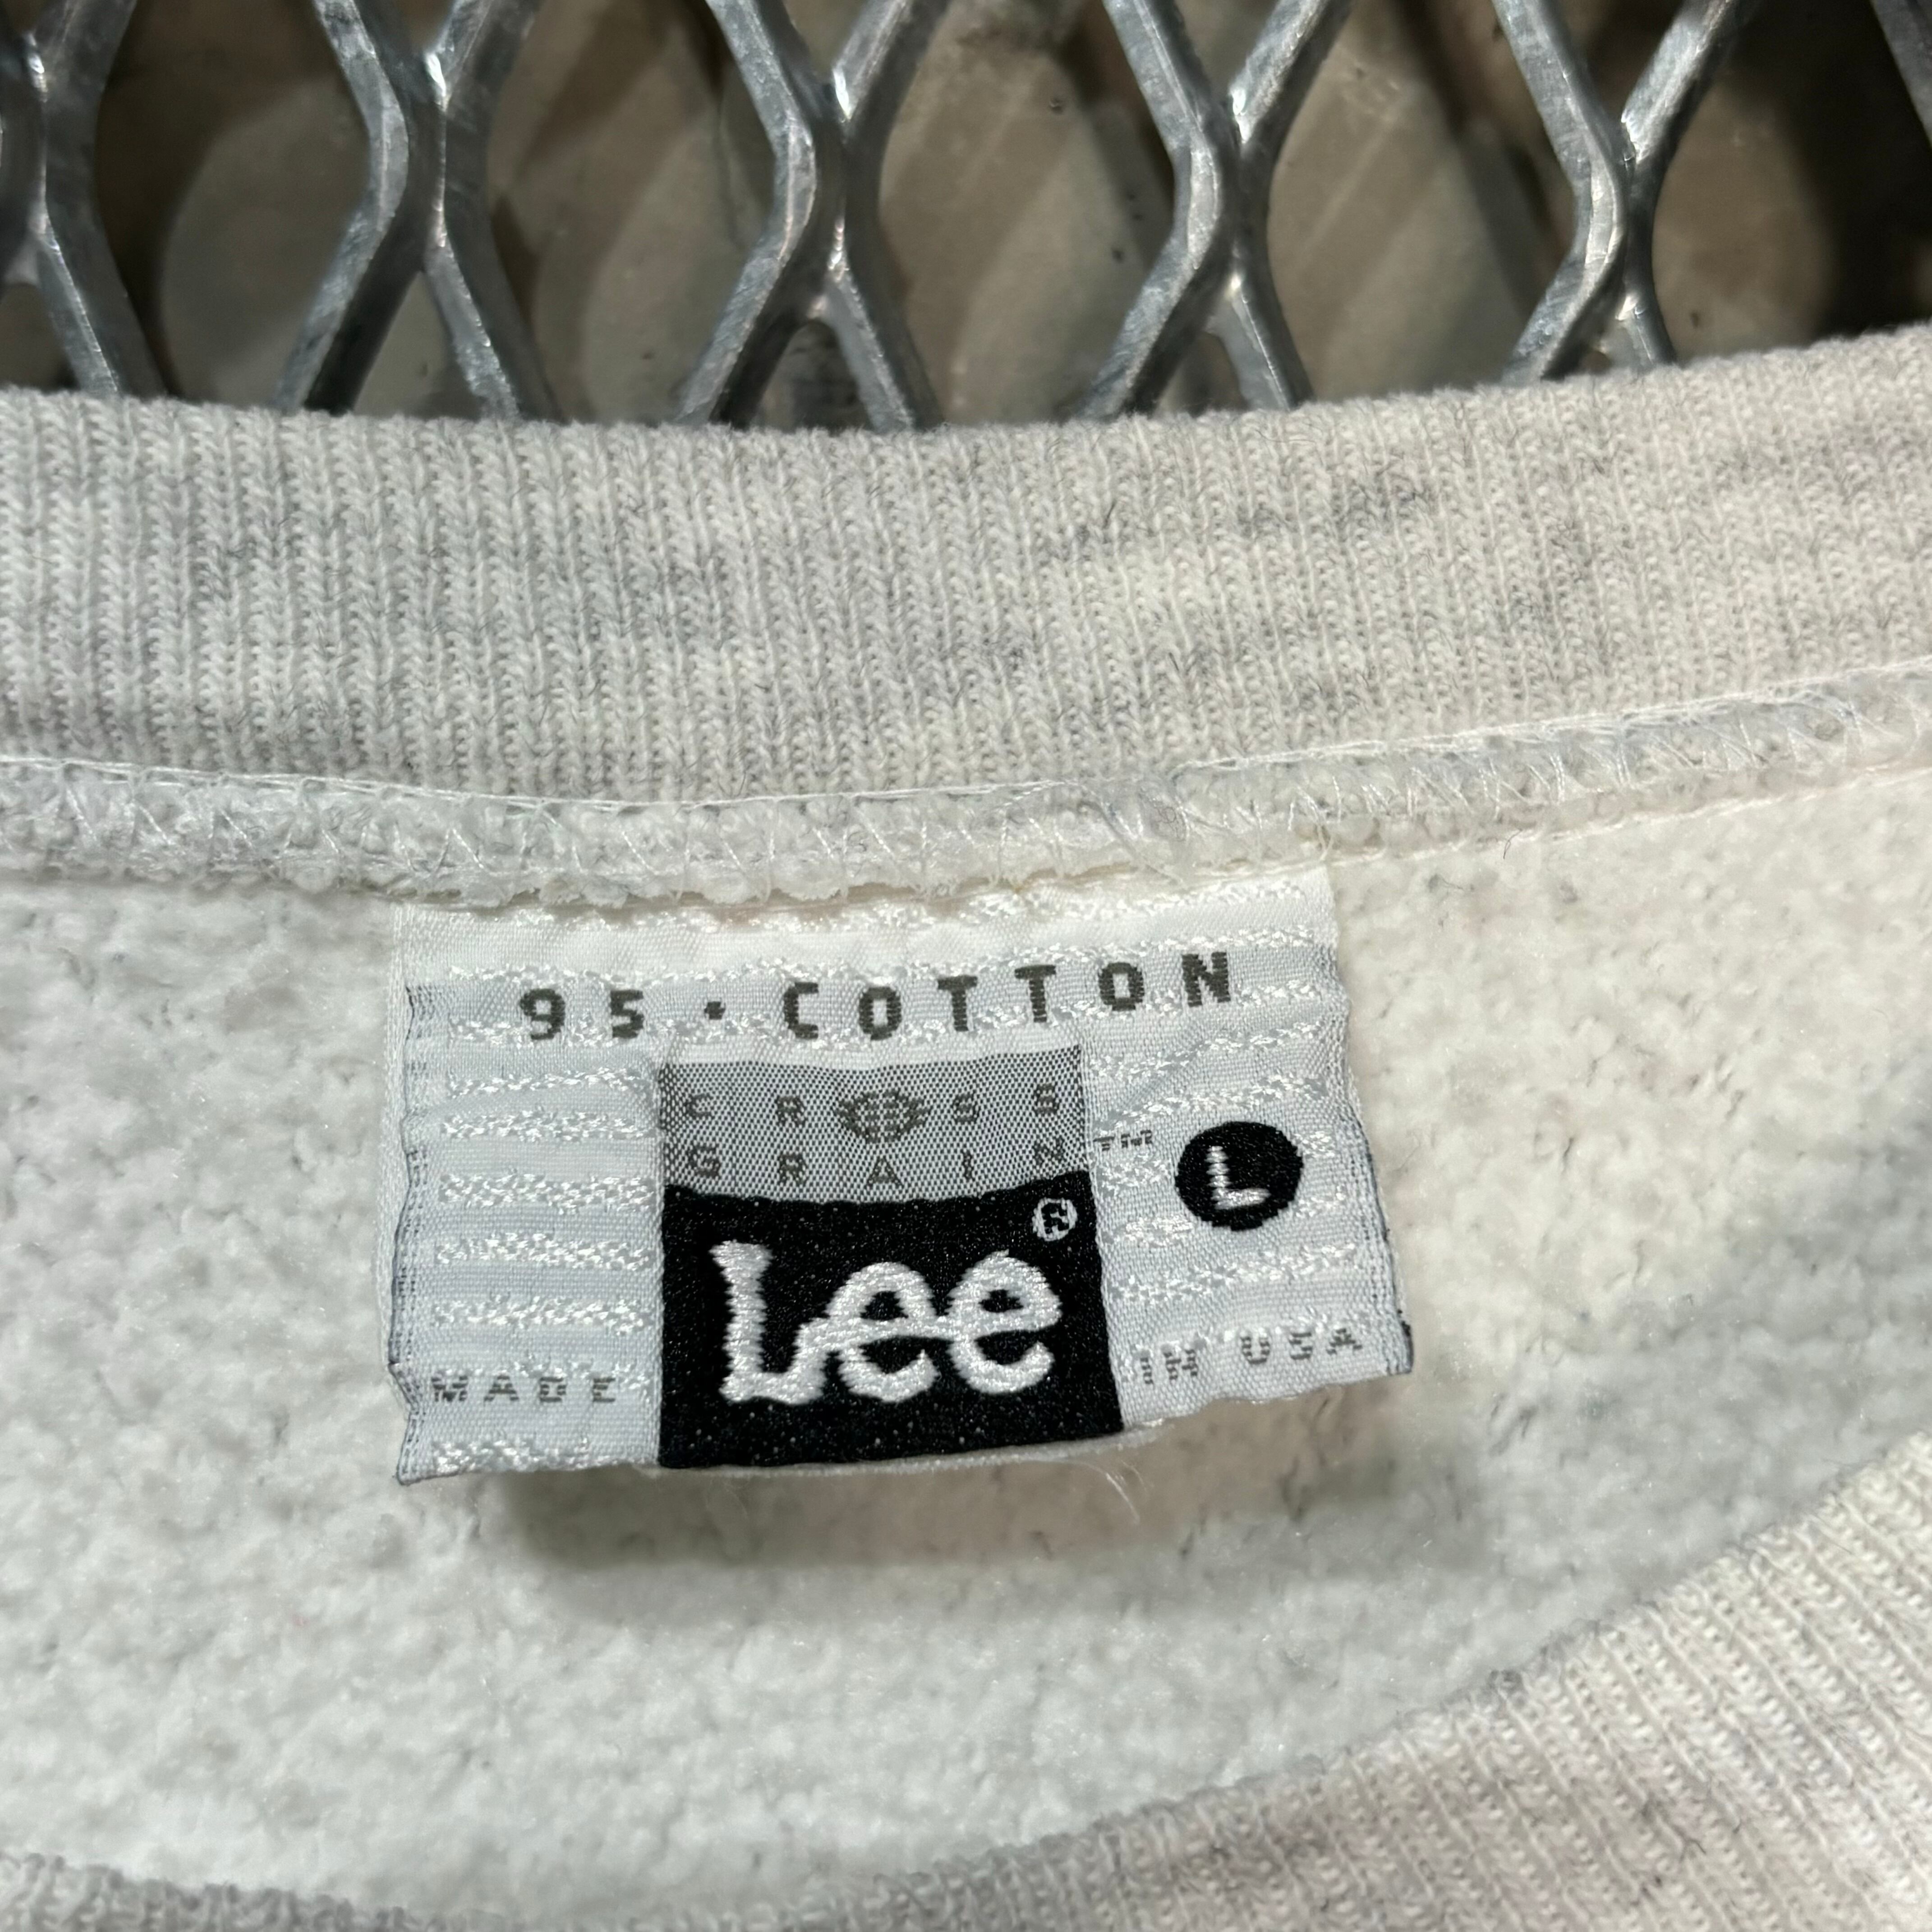 95 • COTTON
CROSS
GRAIN ™
L
Lee ®
MADE IN USA